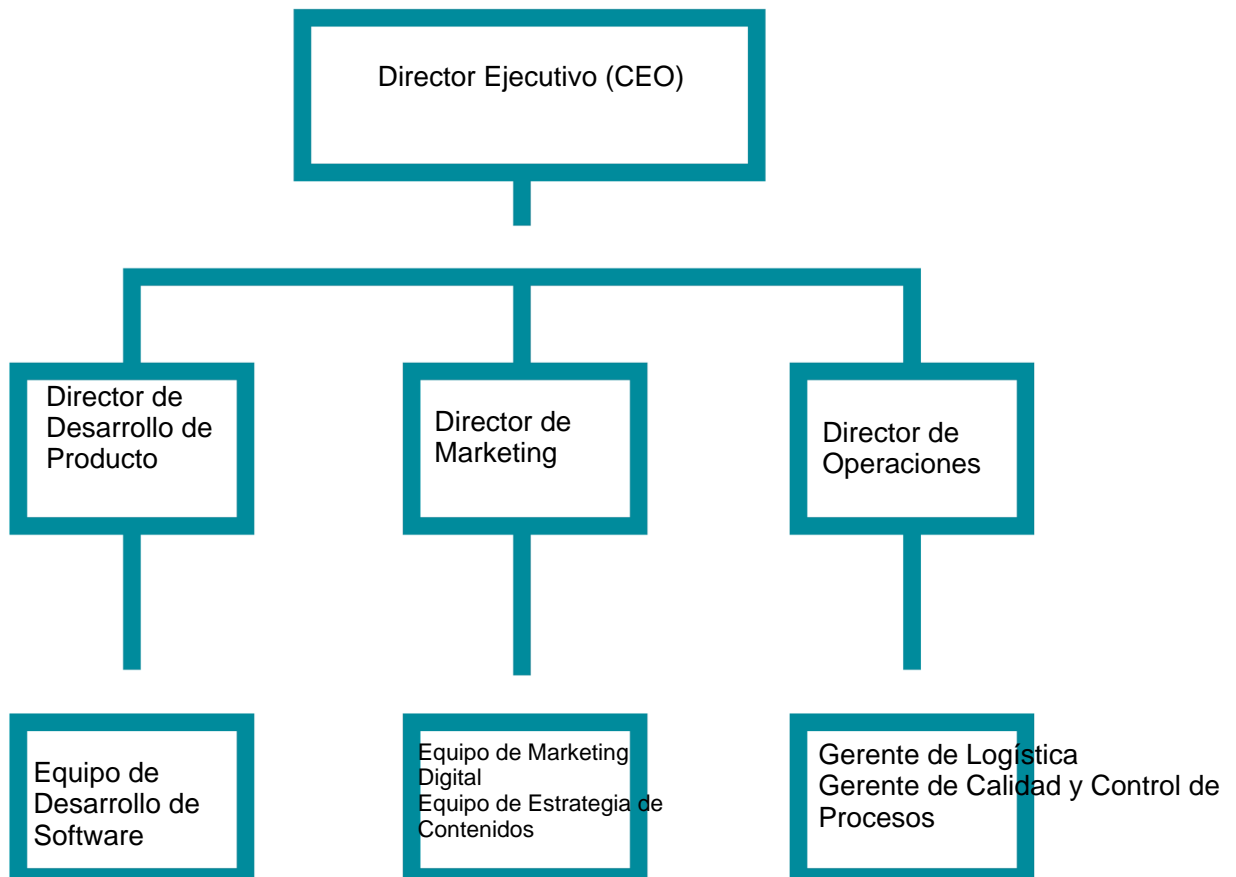 Director Ejecutivo (CEO)
Director de
Desarrollo de
Producto
Director de
Marketing
Director de
Operaciones
Equipo de
Desarrollo de
Software
Equipo de Marketing
Digital
Equipo de Estrategia de
Contenidos
Gerente de Logística
Gerente de Calidad y Control de
Procesos